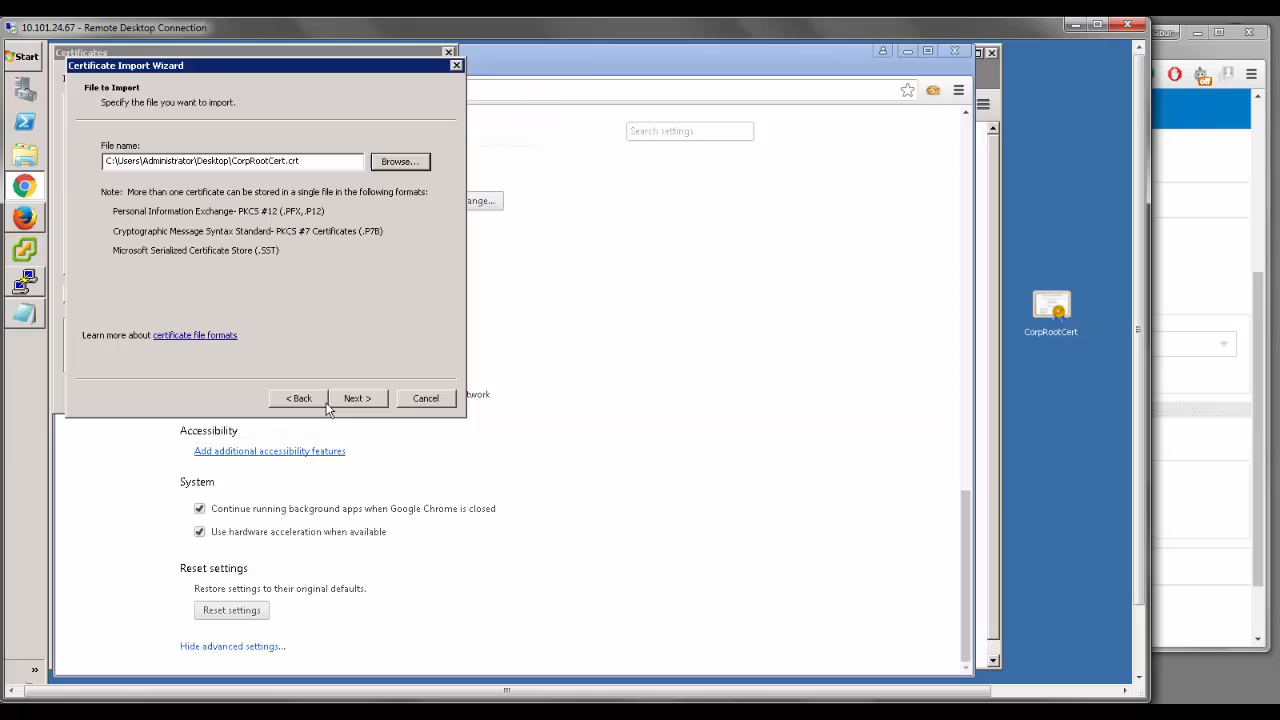 10.101.24.67 - Remote Desktop Connection
Start
Certificates
Certificate Import Wizard
File to Import
Specify the file you want to import.
File name:
C:\Users\Administrator\Desktop\CorpRootCert.crt
Browse...
Note:  More than one certificate can be stored in a single file in the following formats:
Personal Information Exchange- PKCS #12 (.PFX,.P12)
Cryptographic Message Syntax Standard- PKCS #7 Certificates (.P7B)
Microsoft Serialized Certificate Store (.SST)
Learn more about certificate file formats
< Back
Next >
Cancel
Search settings
ange...
twork
CorpRootCert
off
Accessibility
Add additional accessibility features
System
Continue running background apps when Google Chrome is closed
Use hardware acceleration when available
Reset settings
Restore settings to their original defaults.
Reset settings
Hide advanced settings...